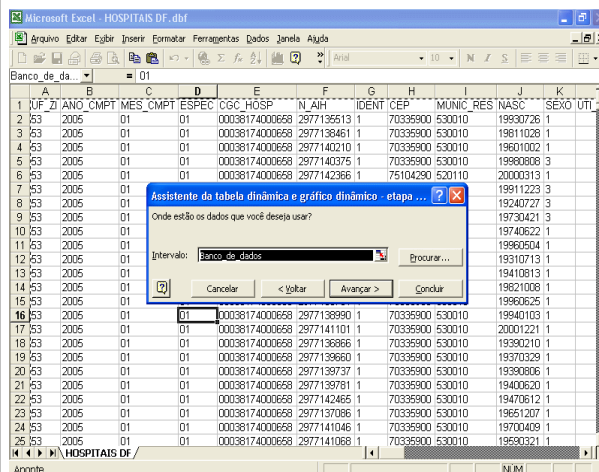 Microsoft Excel - HOSPITAIS DF.dbf
Arquivo Editar Exibir Inserir Formatar Ferramentas Dados Janela Ajuda
Arial 10 N I S
Banco_de_da... = 01
A B C D E F G H I J K
1 UF_ZI ANO_CMPT MES_CMPT ESPEC CGC_HOSP N_AIH IDENT CEP MUNIC_RES NASC SEXO UTI_
2 53 2005 01 01 00038174000658 2977135513 1 70335900 530010 19930726 1
3 53 2005 01 01 00038174000658 2977138461 1 70335900 530010 19811028 1
4 53 2005 01 01 00038174000658 2977140210 1 70335900 530010 19601002 1
5 53 2005 01 01 00038174000658 2977140375 1 70335900 530010 19980808 3
6 53 2005 01 01 00038174000658 2977142366 1 75104290 520110 20000313 1
7 53 2005 01 19911223 3
Assistente da tabela dinâmica e gráfico dinâmico - etapa ...
8 53 2005 01 19240727 3
Onde estão os dados que você deseja usar?
9 53 2005 01 19730421 3
10 53 2005 01 19740622 1
11 53 2005 01 19960504 1
Intervalo: Banco_de_dados Procurar...
12 53 2005 01 19310713 1
13 53 2005 01 19410813 1
14 53 2005 01 19821008 1
Cancelar < Voltar Avançar > Concluir
15 53 2005 01 19960625 1
16 53 2005 01 01 00038174000658 2977138990 1 70335900 530010 19940103 1
17 53 2005 01 01 00038174000658 2977141101 1 70335900 530010 20001221 1
18 53 2005 01 01 00038174000658 2977136866 1 70335900 530010 19390210 1
19 53 2005 01 01 00038174000658 2977139660 1 70335900 530010 19370329 1
20 53 2005 01 01 00038174000658 2977139737 1 70335900 530010 19390806 1
21 53 2005 01 01 00038174000658 2977139781 1 70335900 530010 19400620 1
22 53 2005 01 01 00038174000658 2977142465 1 70335900 530010 19470612 1
23 53 2005 01 01 00038174000658 2977137086 1 70335900 530010 19651207 1
24 53 2005 01 01 00038174000658 2977141046 1 70335900 530010 19700409 1
25 53 2005 01 01 00038174000658 2977141068 1 70335900 530010 19590321 1
HOSPITAIS DF
Aponte NÚM